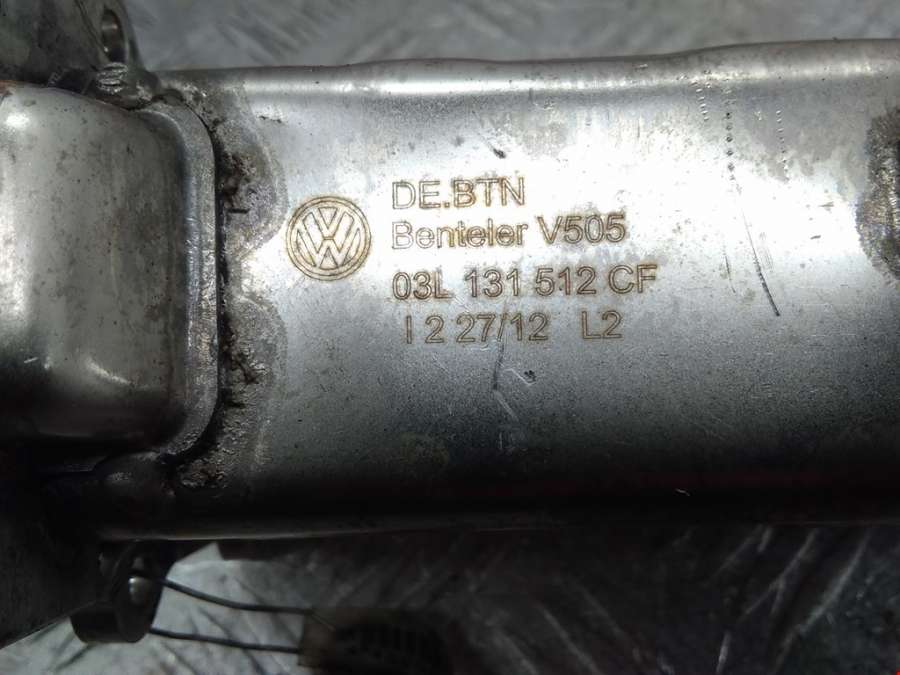 DE.BTN
Benteler V505
03L 131 512 CF
I 2 27/12 L2